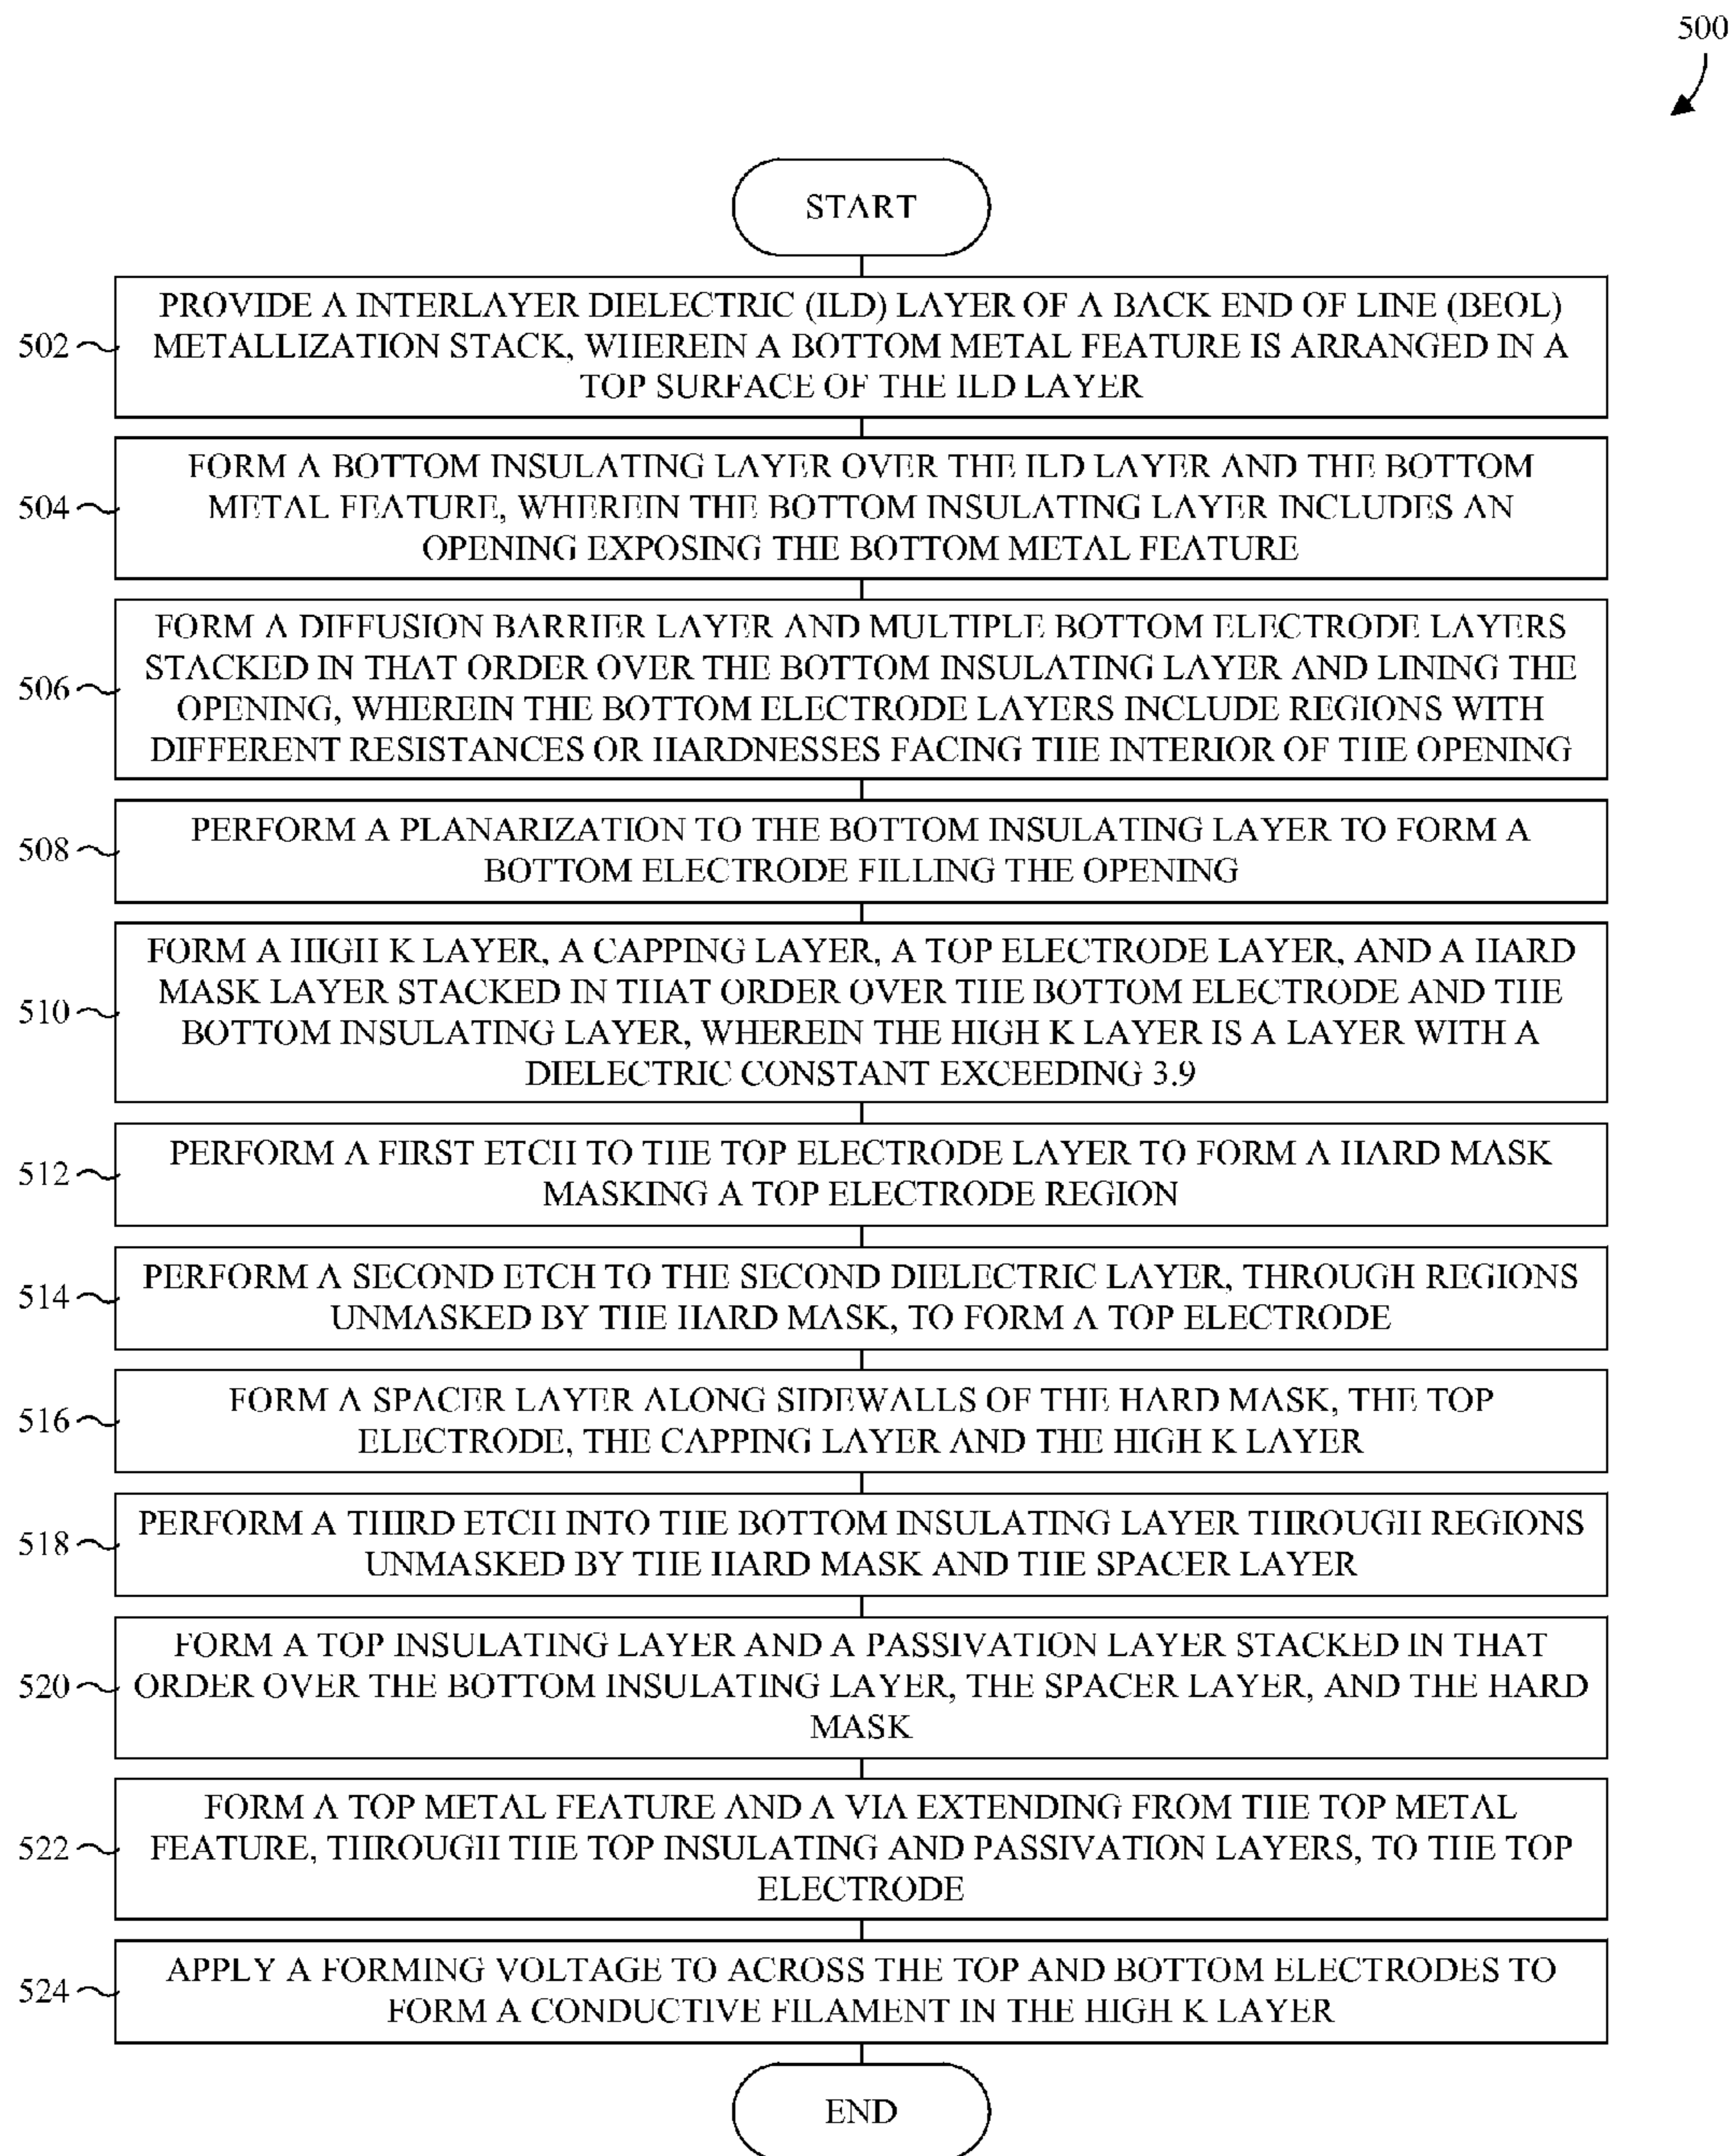 500
START
502
PROVIDE A INTERLAYER DIELECTRIC (ILD) LAYER OF A BACK END OF LINE (BEOL)
METALLIZATION STACK, WHEREIN A BOTTOM METAL FEATURE IS ARRANGED IN A
TOP SURFACE OF THE ILD LAYER
504
FORM A BOTTOM INSULATING LAYER OVER THE ILD LAYER AND THE BOTTOM
METAL FEATURE, WHEREIN THE BOTTOM INSULATING LAYER INCLUDES AN
OPENING EXPOSING THE BOTTOM METAL FEATURE
506
FORM A DIFFUSION BARRIER LAYER AND MULTIPLE BOTTOM ELECTRODE LAYERS
STACKED IN THAT ORDER OVER THE BOTTOM INSULATING LAYER AND LINING THE
OPENING, WHEREIN THE BOTTOM ELECTRODE LAYERS INCLUDE REGIONS WITH
DIFFERENT RESISTANCES OR HARDNESSES FACING THE INTERIOR OF THE OPENING
508
PERFORM A PLANARIZATION TO THE BOTTOM INSULATING LAYER TO FORM A
BOTTOM ELECTRODE FILLING THE OPENING
510
FORM A HIGH K LAYER, A CAPPING LAYER, A TOP ELECTRODE LAYER, AND A HARD
MASK LAYER STACKED IN THAT ORDER OVER THE BOTTOM ELECTRODE AND THE
BOTTOM INSULATING LAYER, WHEREIN THE HIGH K LAYER IS A LAYER WITH A
DIELECTRIC CONSTANT EXCEEDING 3.9
512
PERFORM A FIRST ETCH TO THE TOP ELECTRODE LAYER TO FORM A HARD MASK
MASKING A TOP ELECTRODE REGION
514
PERFORM A SECOND ETCH TO THE SECOND DIELECTRIC LAYER, THROUGH REGIONS
UNMASKED BY THE HARD MASK, TO FORM A TOP ELECTRODE
516
FORM A SPACER LAYER ALONG SIDEWALLS OF THE HARD MASK, THE TOP
ELECTRODE, THE CAPPING LAYER AND THE HIGH K LAYER
518
PERFORM A THIRD ETCH INTO THE BOTTOM INSULATING LAYER THROUGH REGIONS
UNMASKED BY THE HARD MASK AND THE SPACER LAYER
520
FORM A TOP INSULATING LAYER AND A PASSIVATION LAYER STACKED IN THAT
ORDER OVER THE BOTTOM INSULATING LAYER, THE SPACER LAYER, AND THE HARD
MASK
522
FORM A TOP METAL FEATURE AND A VIA EXTENDING FROM THE TOP METAL
FEATURE, THROUGH THE TOP INSULATING AND PASSIVATION LAYERS, TO THE TOP
ELECTRODE
524
APPLY A FORMING VOLTAGE TO ACROSS THE TOP AND BOTTOM ELECTRODES TO
FORM A CONDUCTIVE FILAMENT IN THE HIGH K LAYER
END